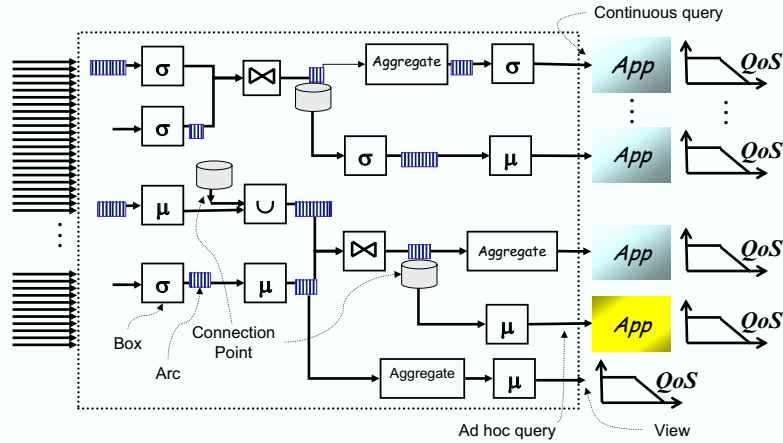 Continuous query
σ
⋈
Aggregate
σ
App
QoS
σ
σ
μ
App
QoS
μ
∪
⋈
Aggregate
App
QoS
σ
μ
Box
Arc
Connection
Point
μ
App
QoS
Aggregate
μ
QoS
Ad hoc query
View